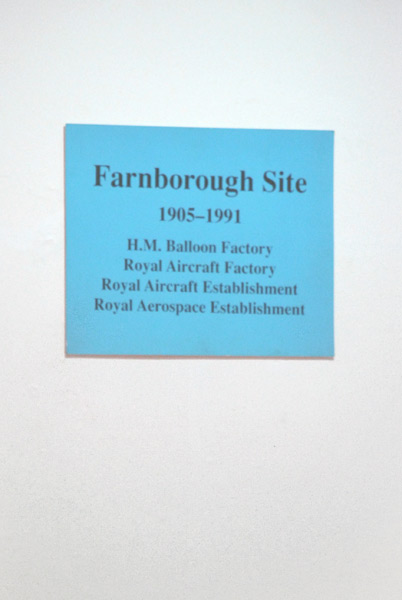 Farnborough Site
1905–1991
H.M. Balloon Factory
Royal Aircraft Factory
Royal Aircraft Establishment
Royal Aerospace Establishment